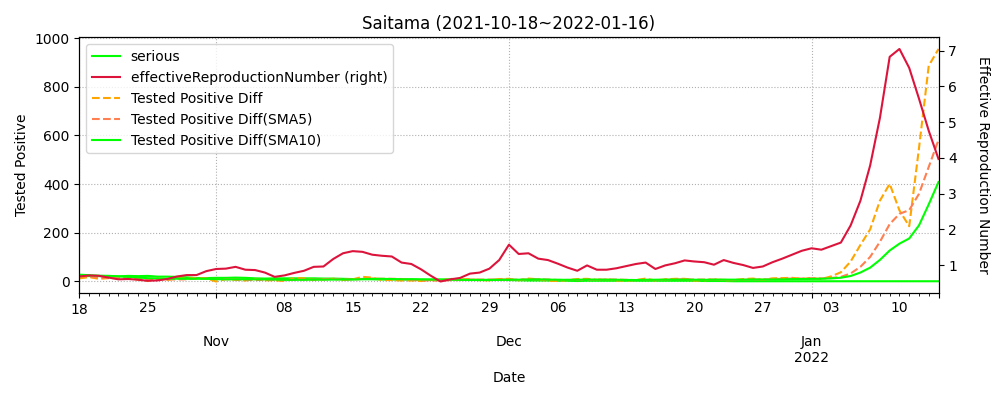 Saitama (2021-10-18~2022-01-16)
serious
effectiveReproductionNumber (right)
Tested Positive Diff
Tested Positive Diff(SMA5)
Tested Positive Diff(SMA10)
1000
800
600
400
200
0
Tested Positive
7
6
5
4
3
2
1
Effective Reproduction Number
18 25 08 15 22 29 06 13 20 27 03 10
Nov Dec Jan
2022
Date